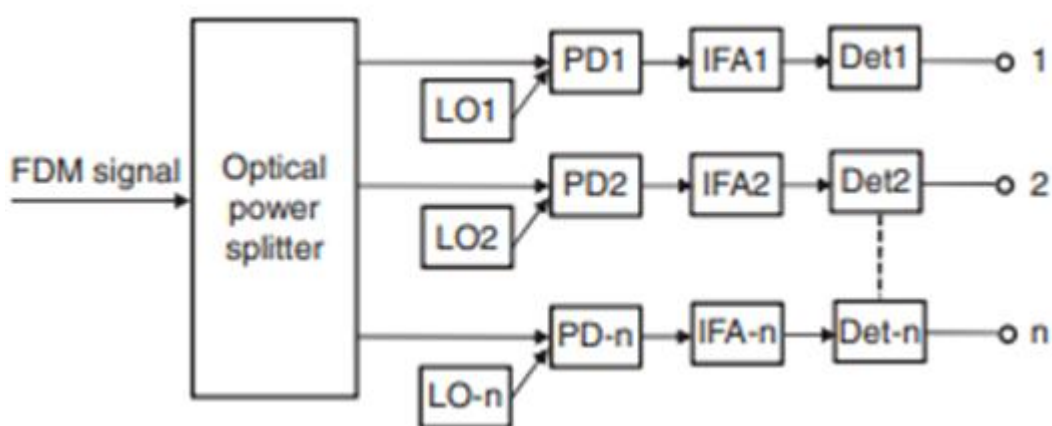 PD1 IFA1 Det1 1
LO1
FDM signal
Optical
power
splitter
PD2 IFA2 Det2 2
LO2
PD-n IFA-n Det-n n
LO-n